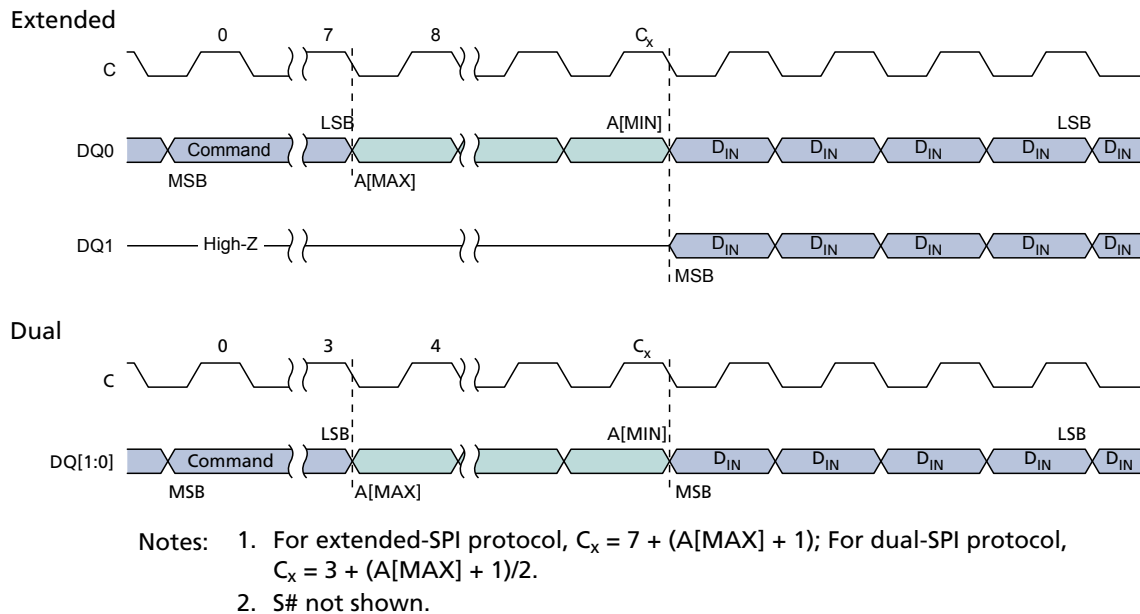 Extended
0 7 8 Cx
C
LSB A[MIN] LSB
DQ0 Command DIN DIN DIN DIN DIN
MSB A[MAX]
DQ1 High-Z DIN DIN DIN DIN DIN
MSB
Dual
0 3 4 Cx
C
LSB A[MIN] LSB
DQ[1:0] Command DIN DIN DIN DIN DIN
MSB A[MAX] MSB
Notes: 1. For extended-SPI protocol, Cx = 7 + (A[MAX] + 1); For dual-SPI protocol,
Cx = 3 + (A[MAX] + 1)/2.
2. S# not shown.